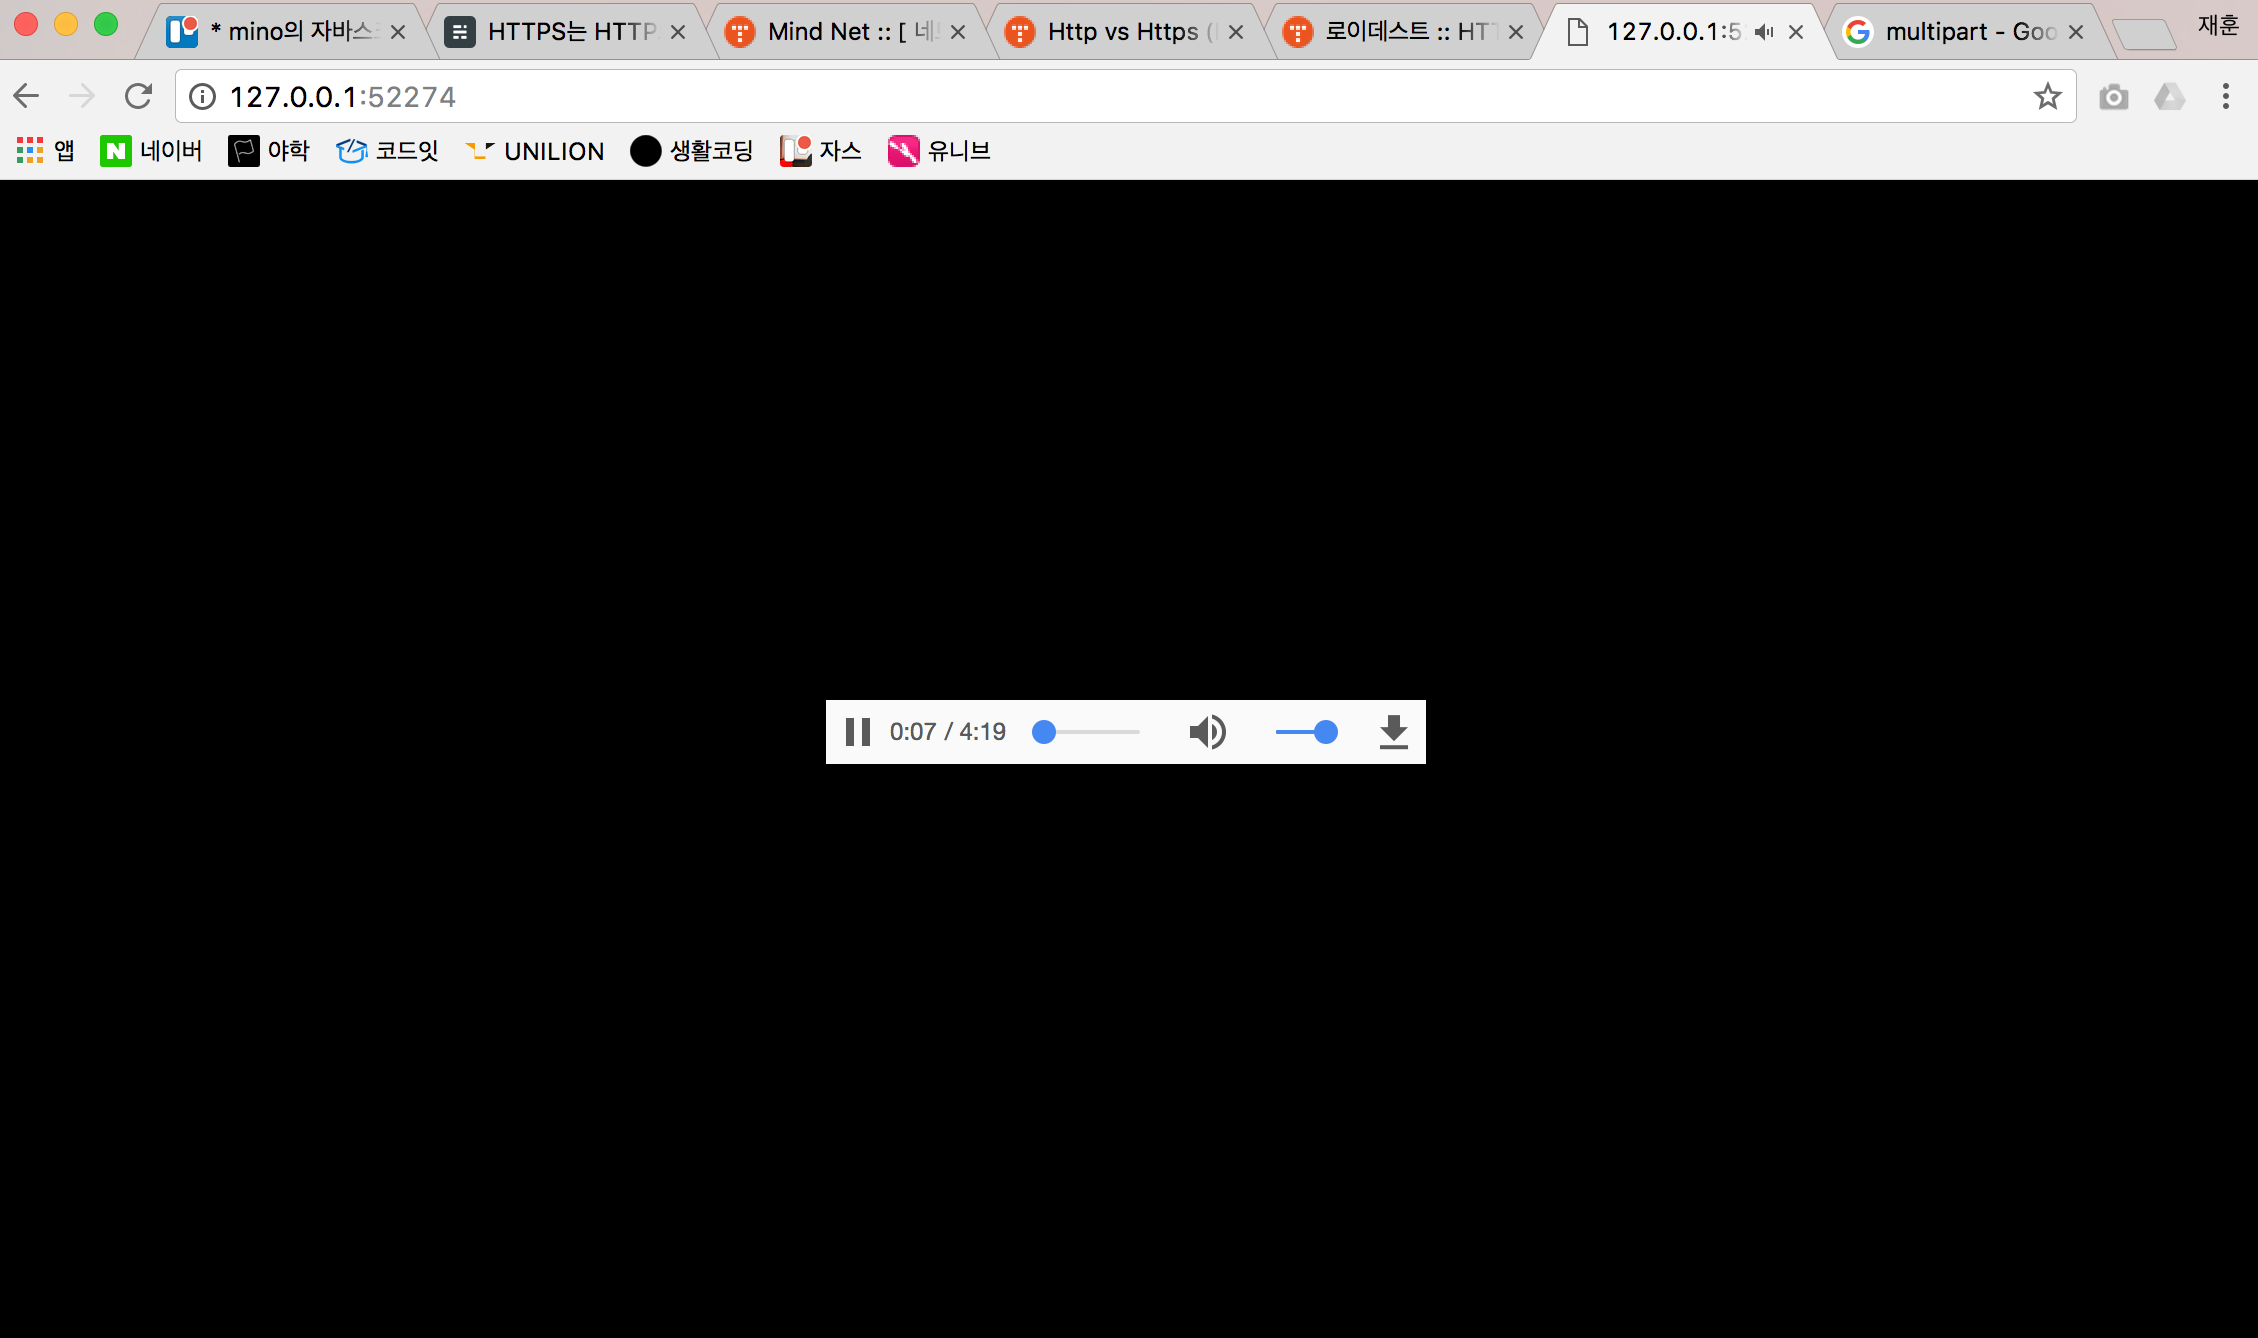 * mino의 자바스
HTTPS는 HTTP
Mind Net :: [ 네
Http vs Https (
로이데스트 :: HTT
127.0.0.1:5
multipart - Goo
재훈
127.0.0.1:52274
앱
네이버
야학
코드잇
UNILION
생활코딩
자스
유니브
0:07 / 4:19